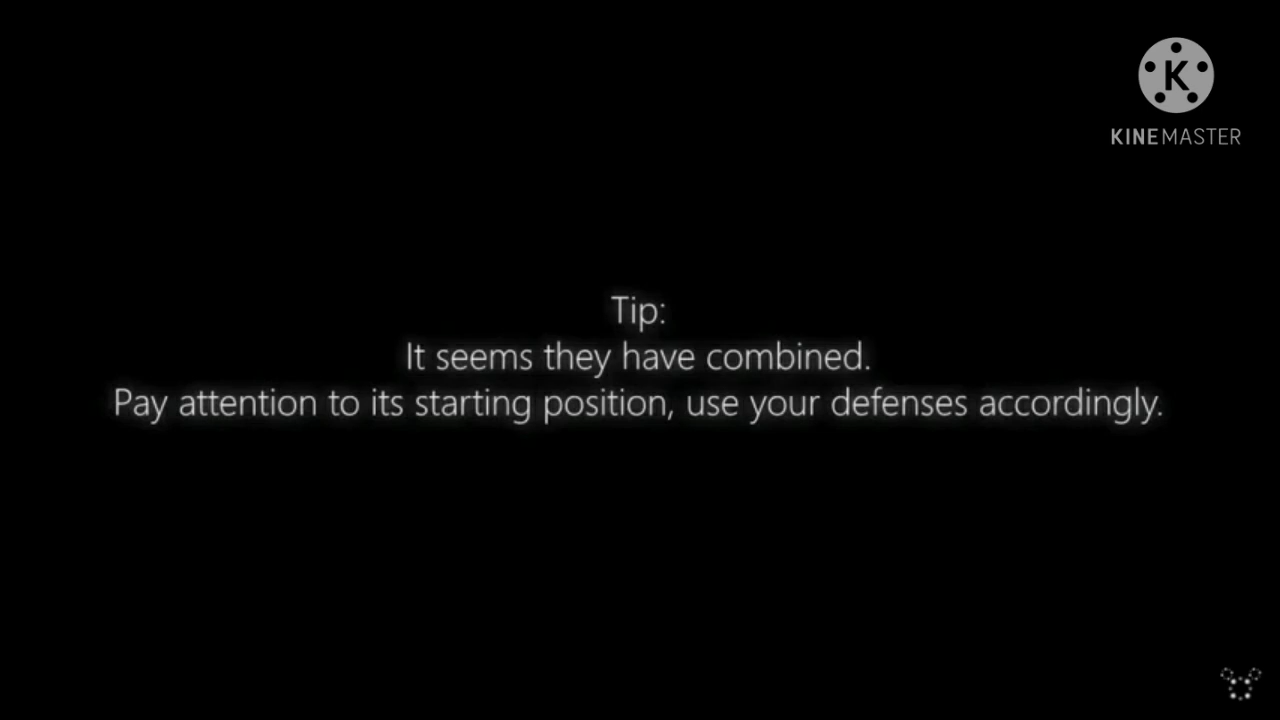 K
KINEMASTER
Tip:
It seems they have combined.
Pay attention to its starting position, use your defenses accordingly.